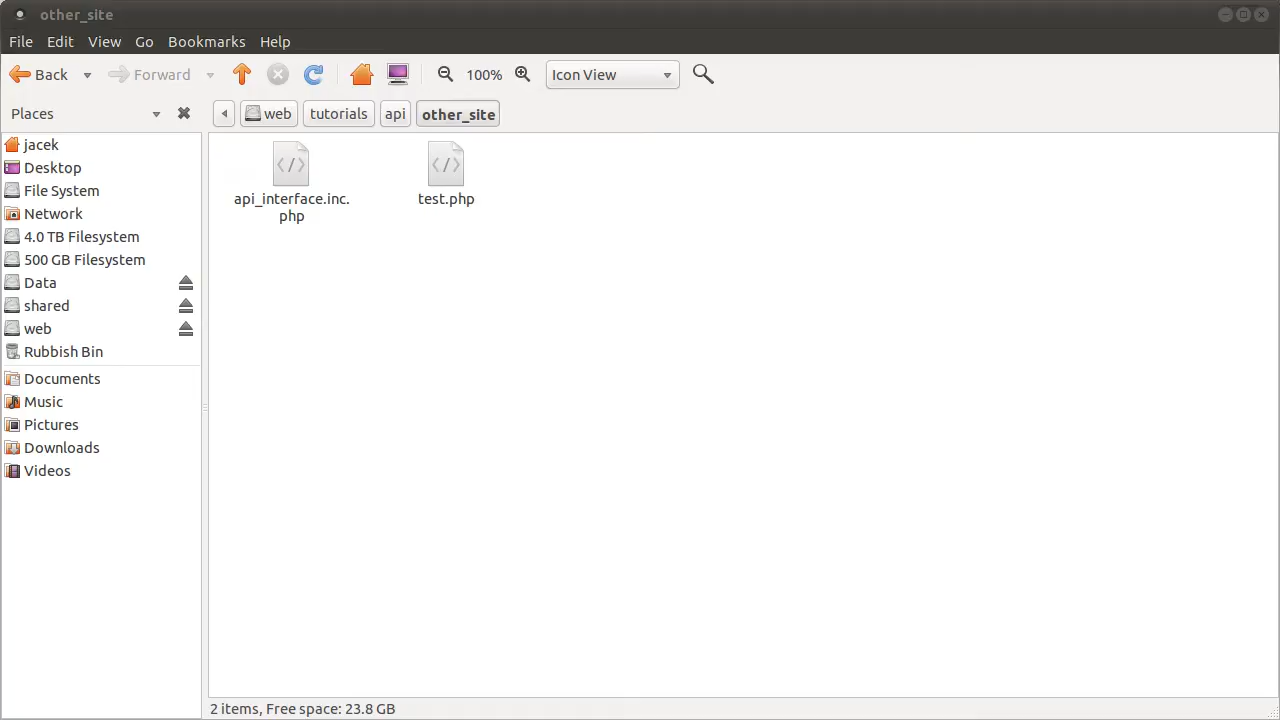 other_site
File Edit View Go Bookmarks Help
Back Forward 100% Icon View
Places
web tutorials api other_site
jacek
Desktop
File System
Network
4.0 TB Filesystem
500 GB Filesystem
Data
shared
web
Rubbish Bin
Documents
Music
Pictures
Downloads
Videos
api_interface.inc.
php
test.php
2 items, Free space: 23.8 GB